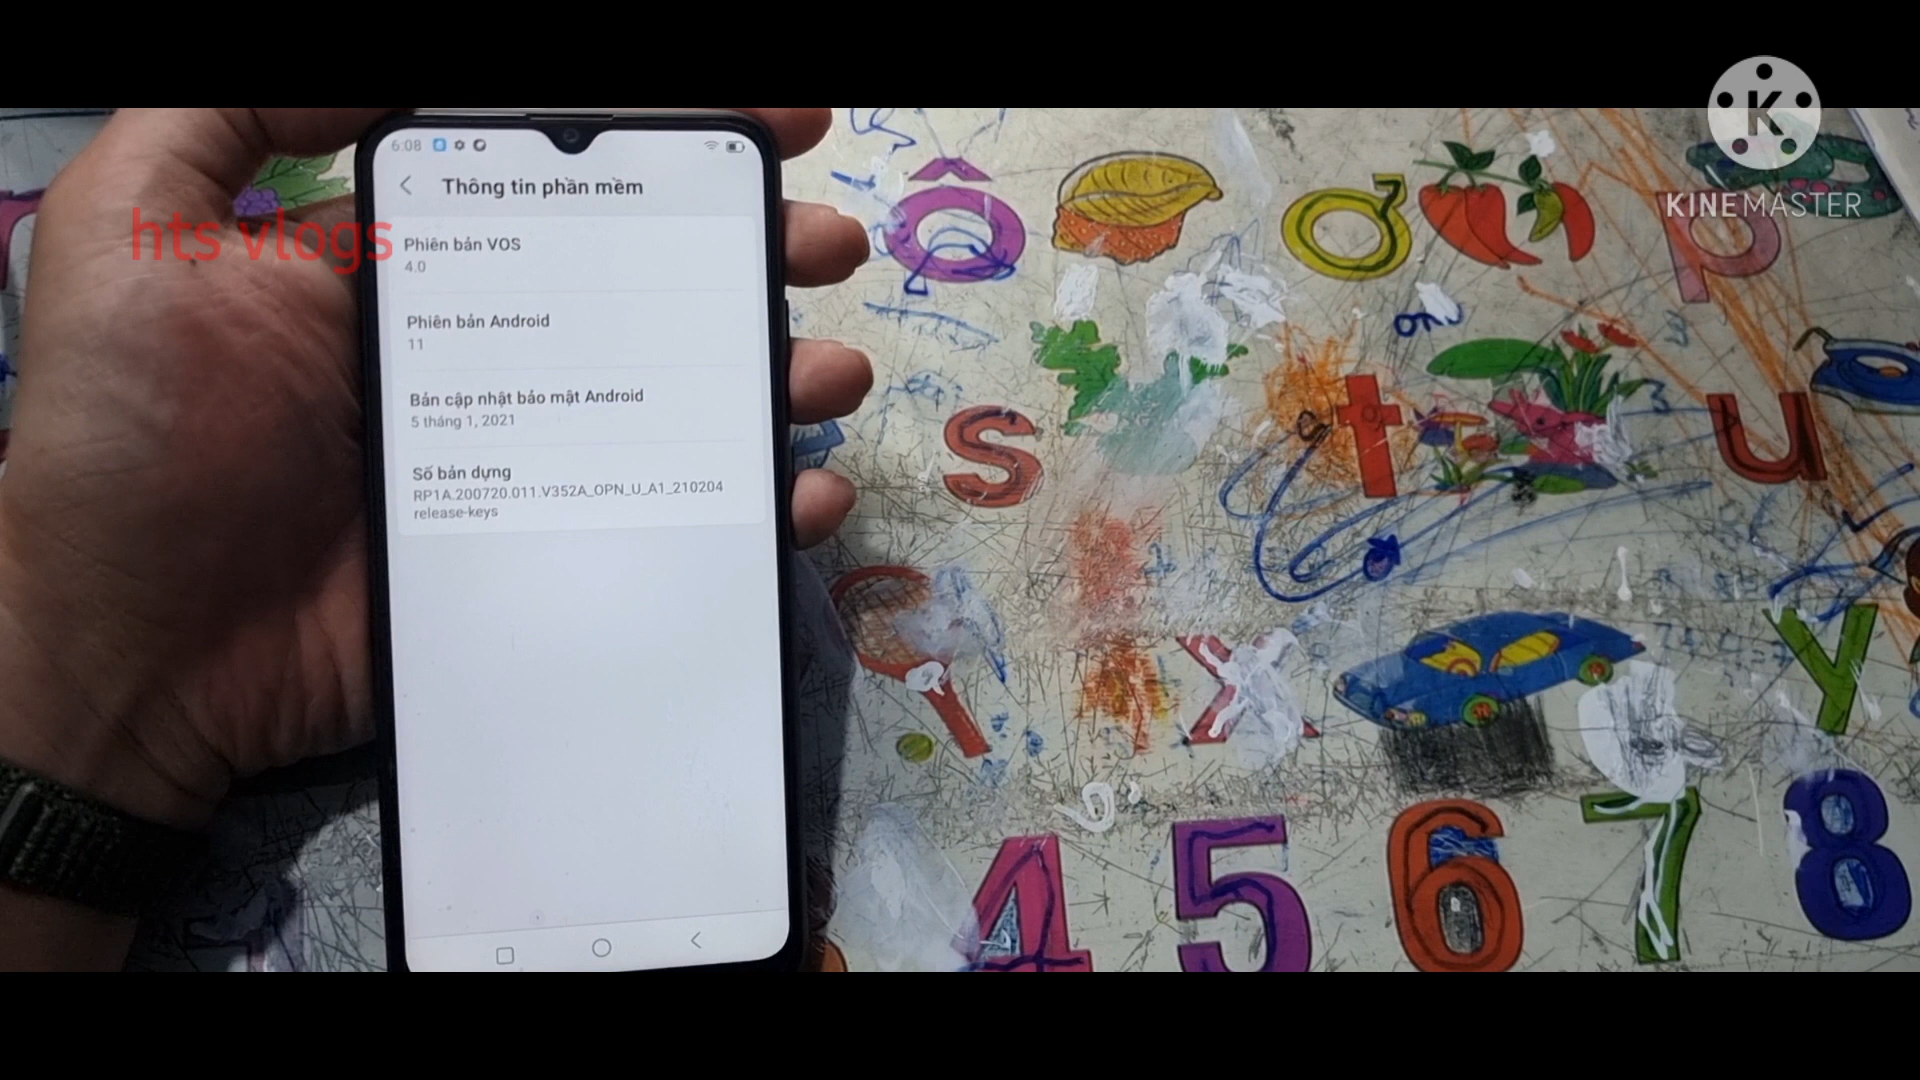 K
KINEMASTER
hts vlogs
6:08
Thông tin phần mềm
Phiên bản VOS
4.0
Phiên bản Android
11
Bản cập nhật bảo mật Android
5 tháng 1, 2021
Số bản dựng
RP1A.200720.011.V352A_OPN_U_A1_210204
release-keys
ộ
ơ
p
s
t
u
x
y
4
5
6
7
8